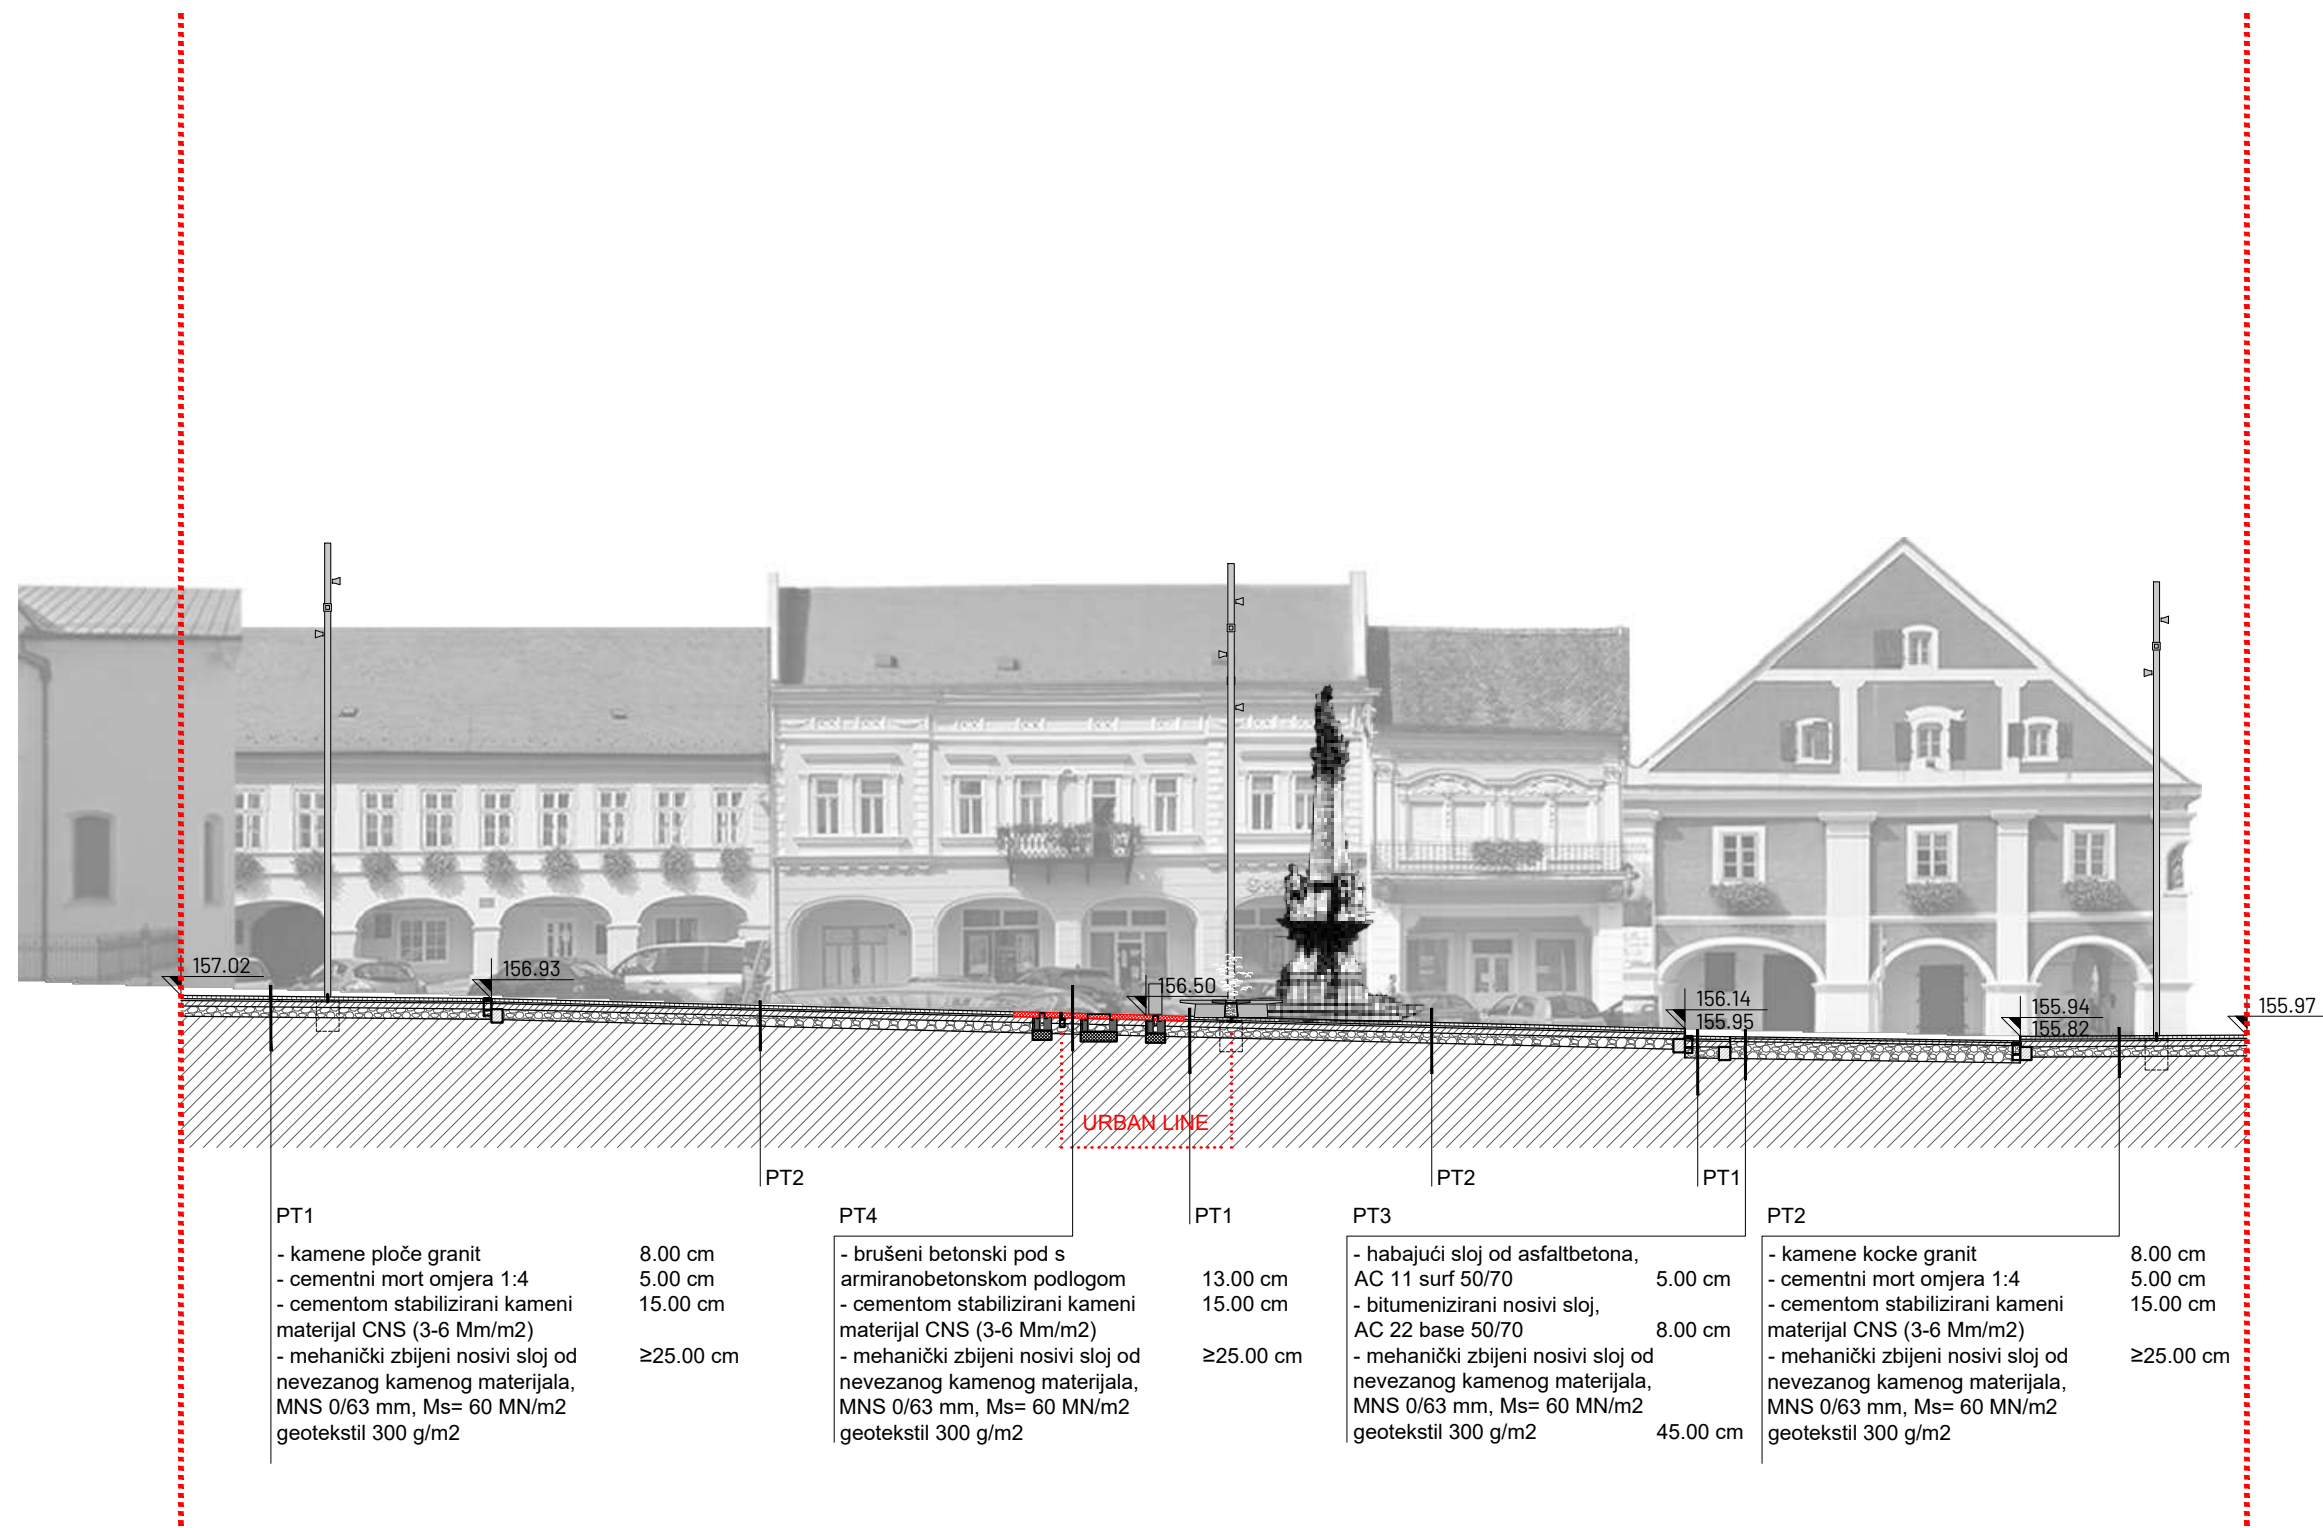 157.02
156.93
156.50
156.14
155.95
155.94
155.82
155.97
URBAN LINE
PT2
PT2
PT1
PT1
PT1
- kamene ploče granit 8.00 cm
- cementni mort omjera 1:4 5.00 cm
- cementom stabilizirani kameni 15.00 cm
materijal CNS (3-6 Mm/m2)
- mehanički zbijeni nosivi sloj od ≥25.00 cm
nevezanog kamenog materijala,
MNS 0/63 mm, Ms= 60 MN/m2
geotekstil 300 g/m2
PT4
- brušeni betonski pod s
armiranobetonskom podlogom 13.00 cm
- cementom stabilizirani kameni 15.00 cm
materijal CNS (3-6 Mm/m2)
- mehanički zbijeni nosivi sloj od ≥25.00 cm
nevezanog kamenog materijala,
MNS 0/63 mm, Ms= 60 MN/m2
geotekstil 300 g/m2
PT3
- habajući sloj od asfaltbetona,
AC 11 surf 50/70 5.00 cm
- bitumenizirani nosivi sloj,
AC 22 base 50/70 8.00 cm
- mehanički zbijeni nosivi sloj od
nevezanog kamenog materijala,
MNS 0/63 mm, Ms= 60 MN/m2
geotekstil 300 g/m2 45.00 cm
PT2
- kamene kocke granit 8.00 cm
- cementni mort omjera 1:4 5.00 cm
- cementom stabilizirani kameni 15.00 cm
materijal CNS (3-6 Mm/m2)
- mehanički zbijeni nosivi sloj od ≥25.00 cm
nevezanog kamenog materijala,
MNS 0/63 mm, Ms= 60 MN/m2
geotekstil 300 g/m2